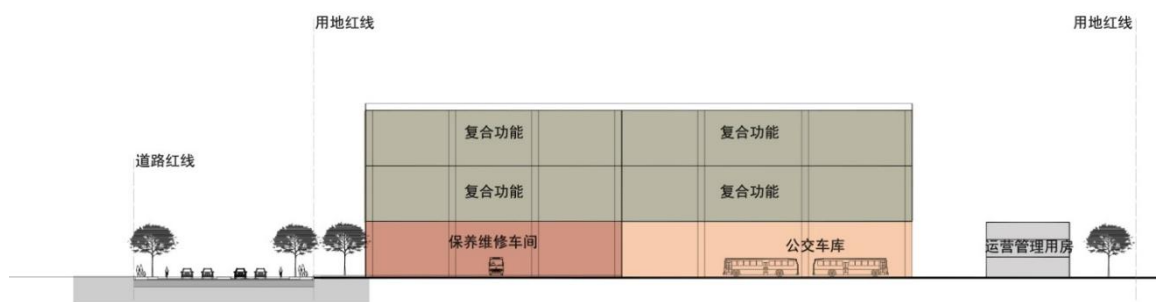 用地红线
用地红线
道路红线
复合功能
复合功能
复合功能
复合功能
保养维修车间
公交车库
运营管理用房